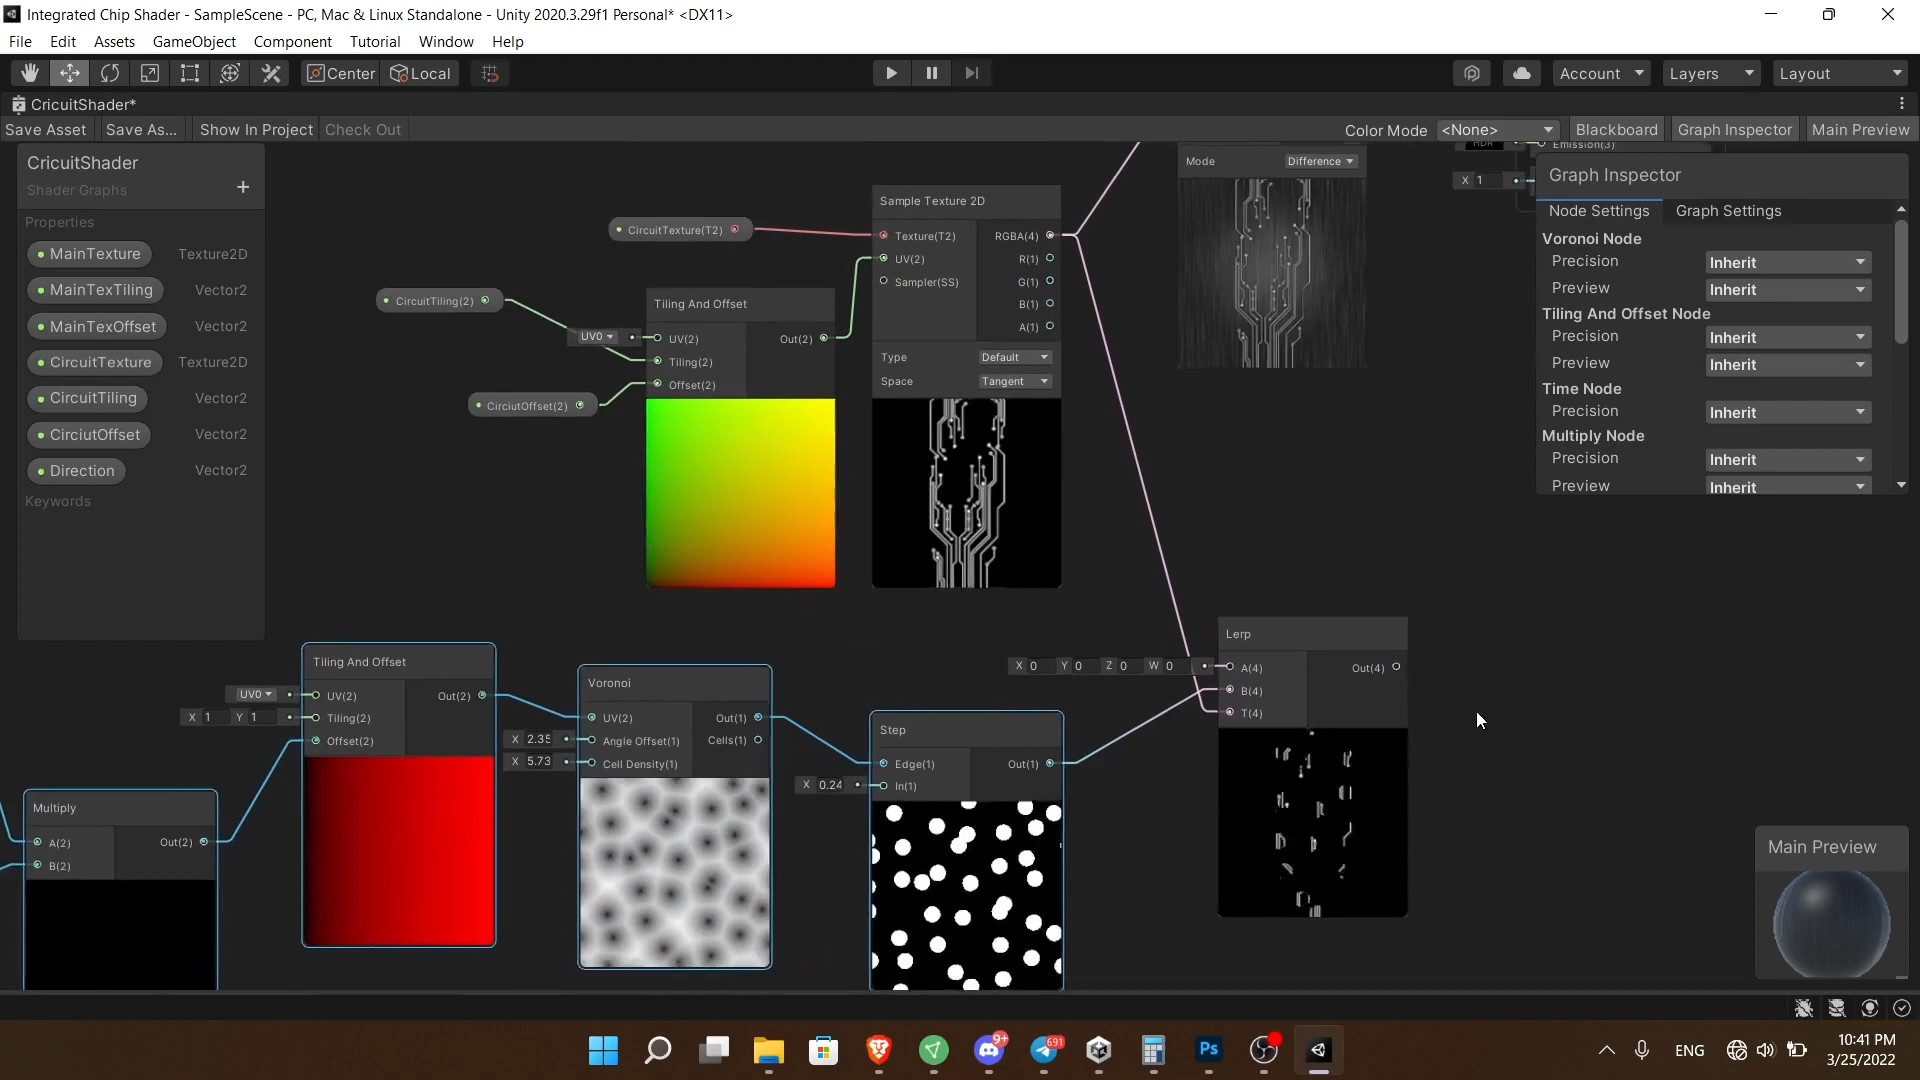 Integrated Chip Shader - SampleScene - PC, Mac & Linux Standalone - Unity 2020.3.29f1 Personal* <DX11>
File Edit Assets GameObject Component Tutorial Window Help
Center Local Account Layers Layout
CricuitShader*
Save Asset Save As... Show In Project Check Out Color Mode <None> Blackboard Graph Inspector Main Preview
CricuitShader
Shader Graphs
Properties
MainTexture Texture2D
MainTexTiling Vector2
MainTexOffset Vector2
CircuitTexture Texture2D
CircuitTiling Vector2
CirciutOffset Vector2
Direction Vector2
Keywords
CircuitTexture(T2)
CircuitTiling(2)
CirciutOffset(2)
Tiling And Offset
UV0
UV(2) Out(2)
Tiling(2)
Offset(2)
Sample Texture 2D
Texture(T2) RGBA(4)
UV(2) R(1)
Sampler(SS) G(1)
B(1)
A(1)
Type Default
Space Tangent
Mode Difference
HDR
Emission(3)
X 1
Graph Inspector
Node Settings Graph Settings
Voronoi Node
Precision Inherit
Preview Inherit
Tiling And Offset Node
Precision Inherit
Preview Inherit
Time Node
Precision Inherit
Multiply Node
Precision Inherit
Preview Inherit
Multiply
A(2) Out(2)
B(2)
Tiling And Offset
UV0 UV(2) Out(2)
X 1 Y 1 Tiling(2)
Offset(2)
Voronoi
UV(2) Out(1)
X 2.35 Angle Offset(1) Cells(1)
X 5.73 Cell Density(1)
Step
Edge(1) Out(1)
X 0.24 In(1)
Lerp
X 0 Y 0 Z 0 W 0 A(4) Out(4)
B(4)
T(4)
Main Preview
9+
691
Ps
ENG
10:41 PM
3/25/2022